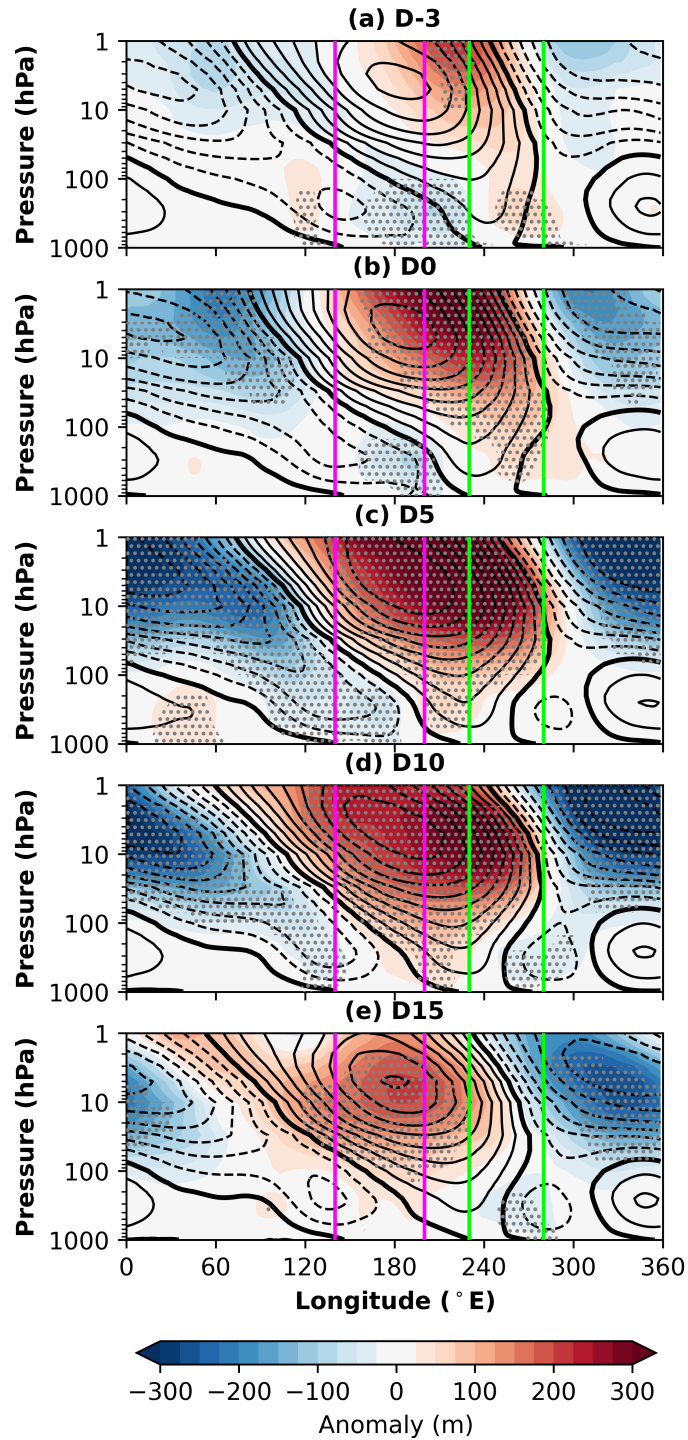 (a) D-3
Pressure (hPa)
1
10
100
1000
(b) D0
Pressure (hPa)
1
10
100
1000
(c) D5
Pressure (hPa)
1
10
100
1000
(d) D10
Pressure (hPa)
1
10
100
1000
(e) D15
Pressure (hPa)
1
10
100
1000
0 60 120 180 240 300 360
Longitude (°E)
−300 −200 −100 0 100 200 300
Anomaly (m)